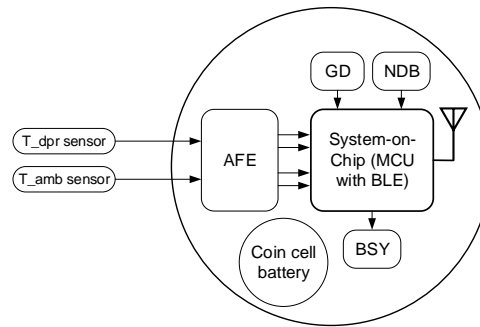 GD
NDB
T_dpr sensor
T_amb sensor
AFE
System-on-
Chip (MCU
with BLE)
BSY
Coin cell
battery